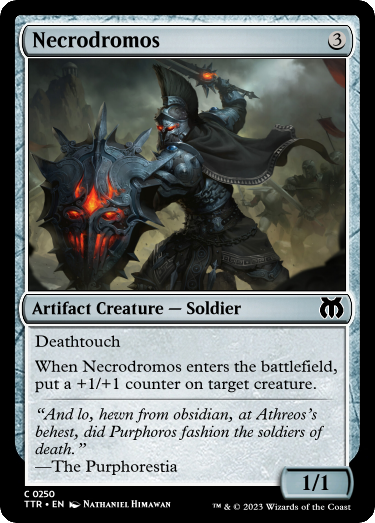 Necrodromos 3
Artifact Creature — Soldier
Deathtouch
When Necrodromos enters the battlefield,
put a +1/+1 counter on target creature.
“And lo, hewn from obsidian, at Athreos's
behest, did Purphoros fashion the soldiers of
death.”
—The Purphorestia
1/1
C 0250
TTR • EN Nathaniel Himawan
™ & © 2023 Wizards of the Coast